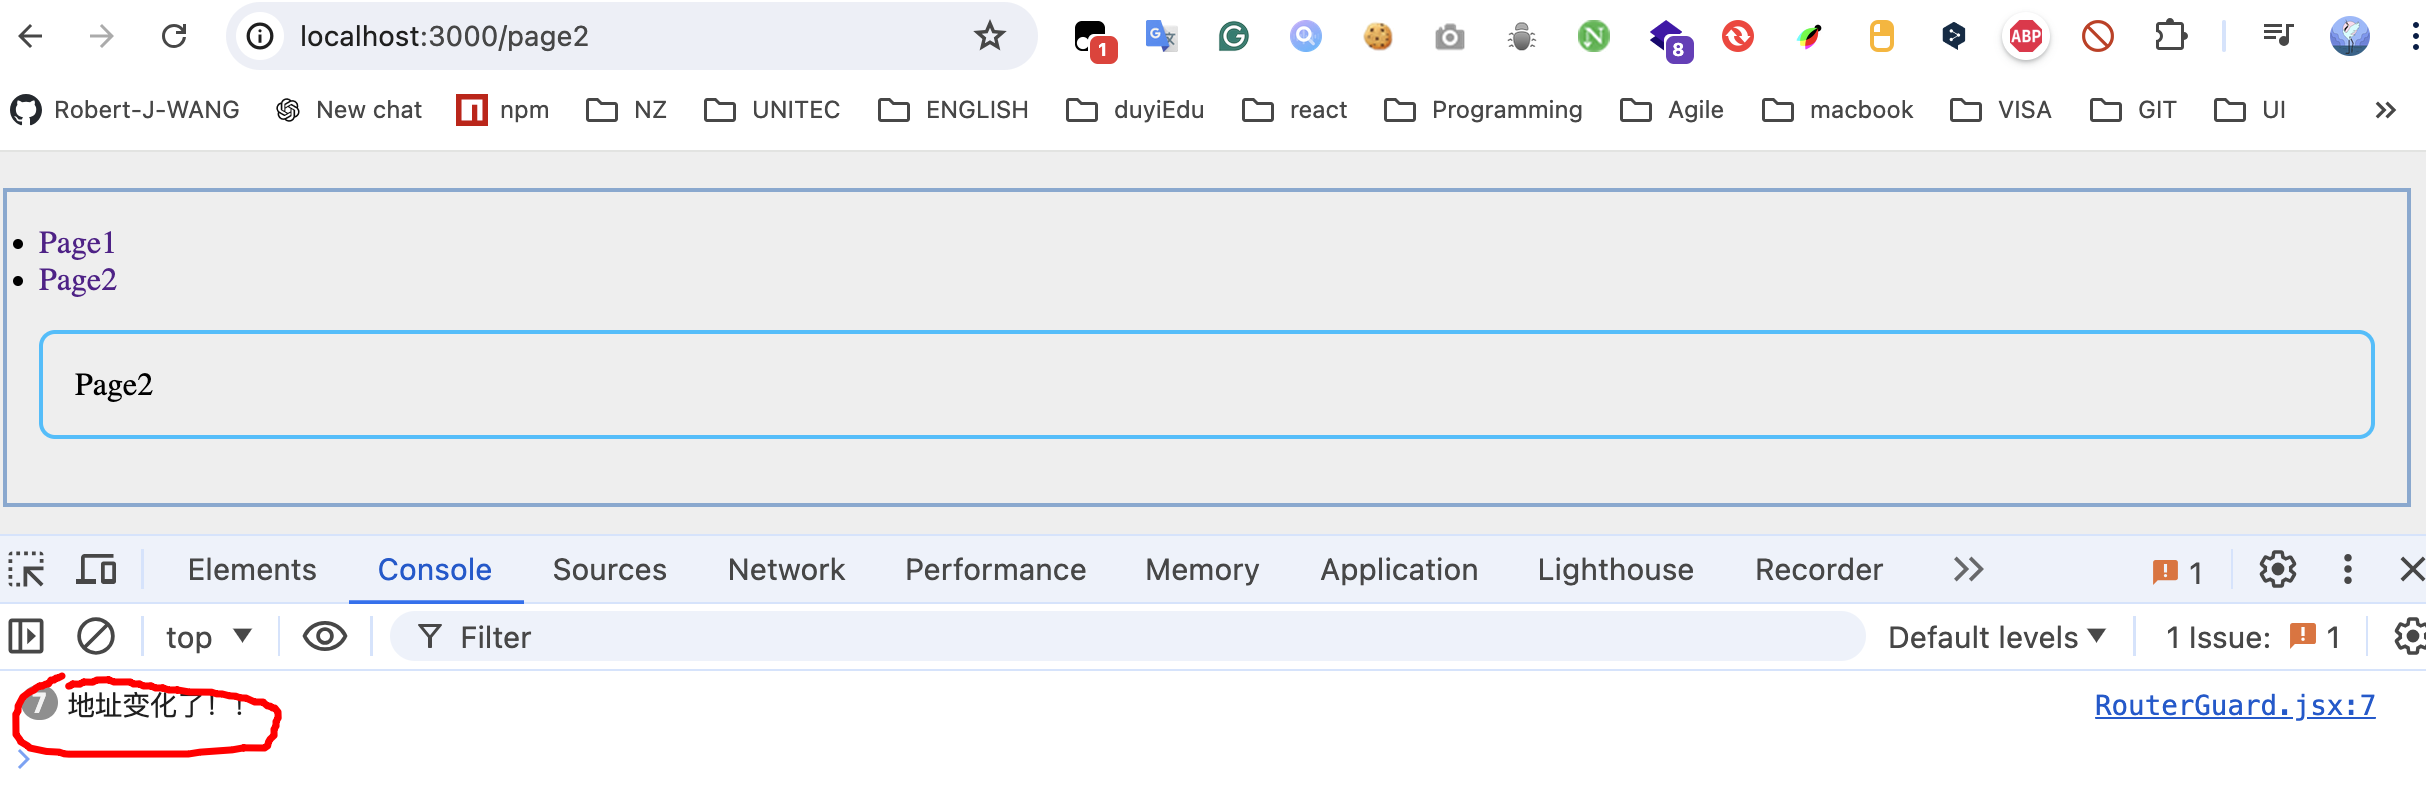 localhost:3000/page2
1
G
8
ABP
Robert-J-WANG New chat npm NZ UNITEC ENGLISH duyiEdu react Programming Agile macbook VISA GIT UI
Page1
Page2
Page2
Elements Console Sources Network Performance Memory Application Lighthouse Recorder 1
top Filter Default levels 1 Issue: 1
7 地址变化了！！ RouterGuard.jsx:7